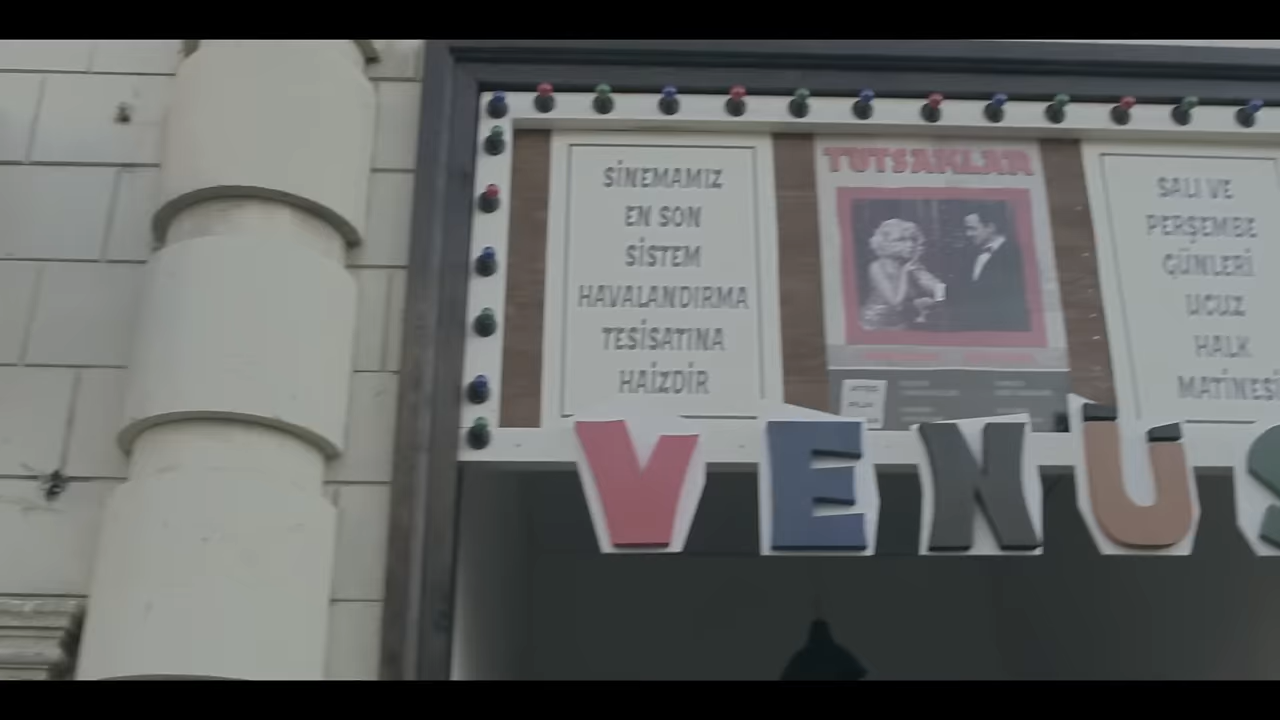 SİNEMAMIZ
EN SON
SİSTEM
HAVALANDIRMA
TESİSATINA
HAİZDİR
TUTSAKLAR
SALI VE
PERŞEMBE
GÜNLERİ
UCUZ
HALK
MATİNESİ
VENUS